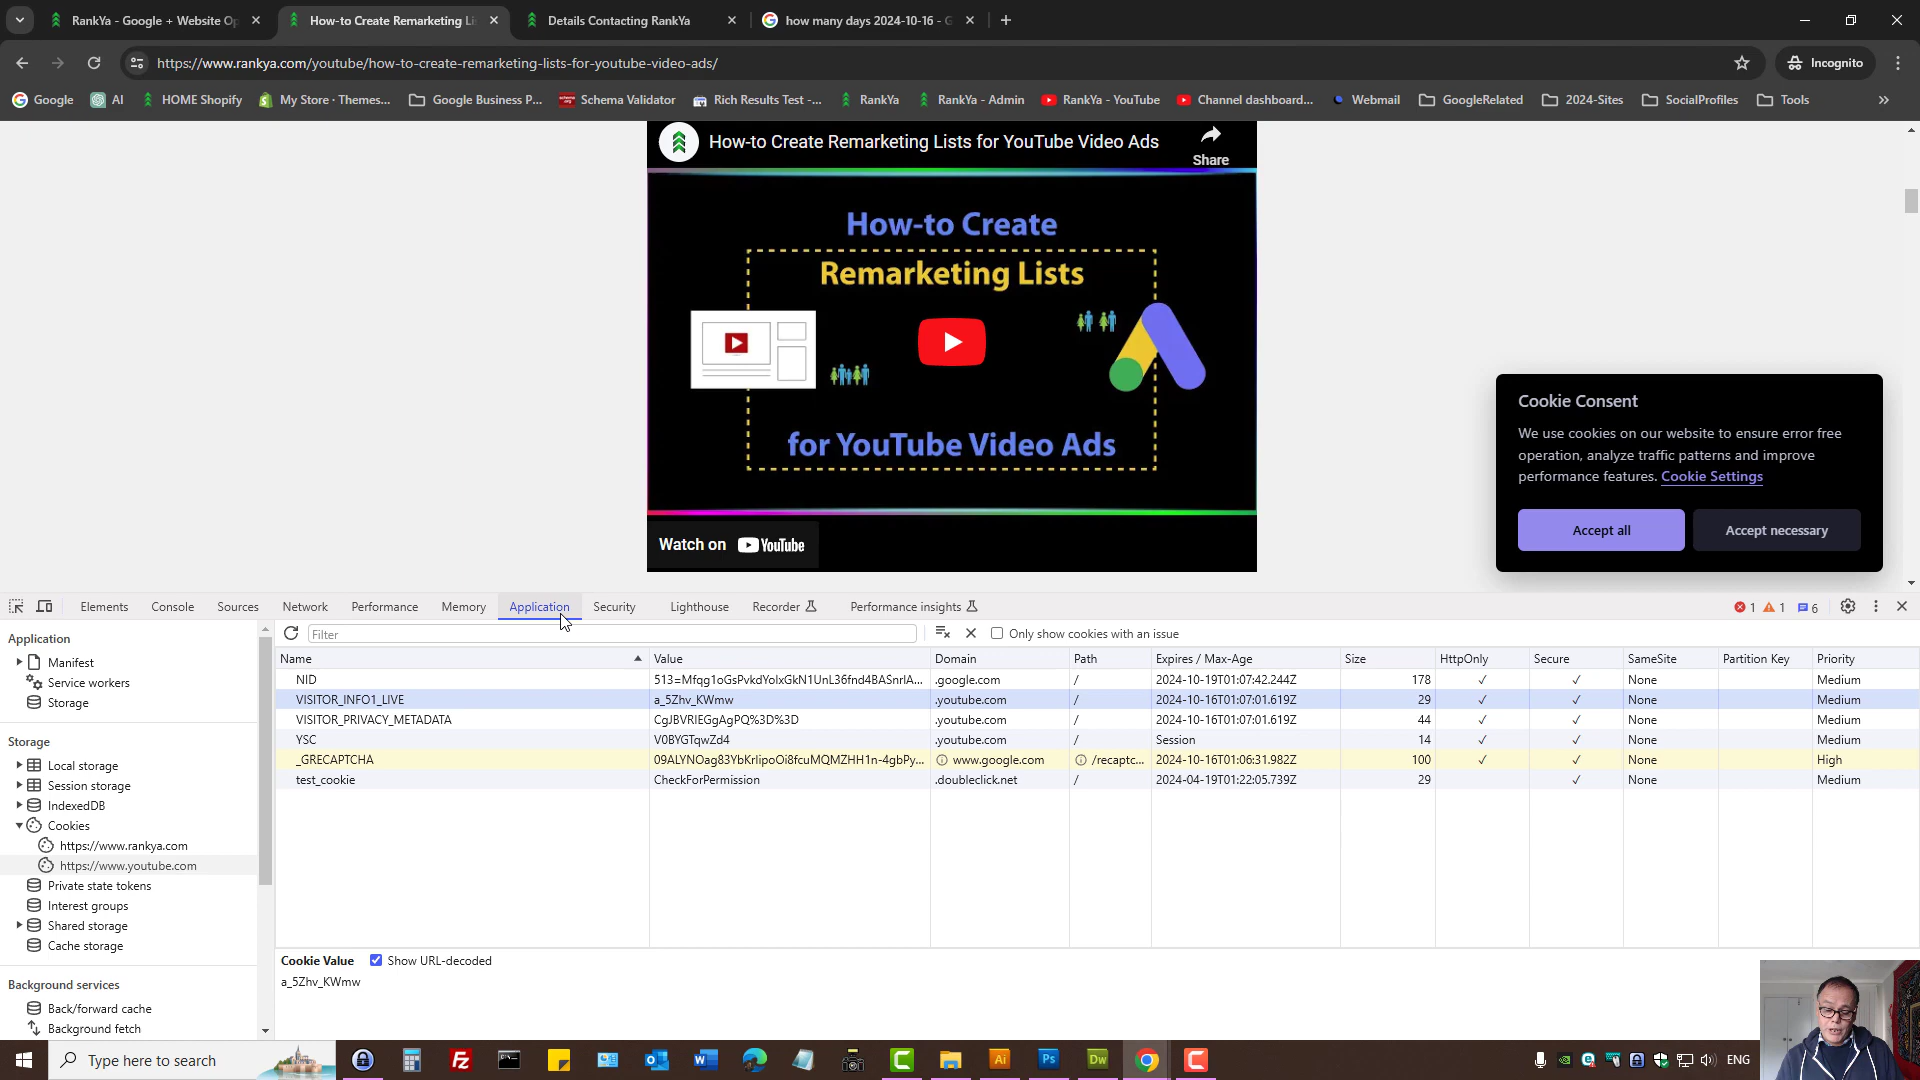 RankYa - Google + Website Op
How-to Create Remarketing Li
Details Contacting RankYa
how many days 2024-10-16 - G
https://www.rankya.com/youtube/how-to-create-remarketing-lists-for-youtube-video-ads/
Incognito
Google
AI
HOME Shopify
My Store · Themes...
Google Business P...
Schema Validator
Rich Results Test -...
RankYa
RankYa - Admin
RankYa - YouTube
Channel dashboard...
Webmail
GoogleRelated
2024-Sites
SocialProfiles
Tools
How-to Create Remarketing Lists for YouTube Video Ads
Share
How-to Create
Remarketing Lists
for YouTube Video Ads
Watch on YouTube
Cookie Consent
We use cookies on our website to ensure error free
operation, analyze traffic patterns and improve
performance features. Cookie Settings
Accept all
Accept necessary
Elements
Console
Sources
Network
Performance
Memory
Application
Security
Lighthouse
Recorder
Performance insights
1
1
6
Application
Manifest
Service workers
Storage
Storage
Local storage
Session storage
IndexedDB
Cookies
https://www.rankya.com
https://www.youtube.com
Private state tokens
Interest groups
Shared storage
Cache storage
Background services
Back/forward cache
Background fetch
Filter
Only show cookies with an issue
Name Value Domain Path Expires / Max-Age Size HttpOnly Secure SameSite Partition Key Priority
NID 513=Mfqg1oGsPvkdYolxGkN1UnL36fnd4BASnrlA... .google.com / 2024-10-19T01:07:42.244Z 178 ✓ ✓ None Medium
VISITOR_INFO1_LIVE a_5Zhv_KWmw .youtube.com / 2024-10-16T01:07:01.619Z 29 ✓ ✓ None Medium
VISITOR_PRIVACY_METADATA CgJBVRIEGgAgPQ%3D%3D .youtube.com / 2024-10-16T01:07:01.619Z 44 ✓ ✓ None Medium
YSC V0BYGTqwZd4 .youtube.com / Session 14 ✓ ✓ None Medium
_GRECAPTCHA 09ALYNOag83YbKrlipoOi8fcuMQMZHH1n-4gbPy... www.google.com /recaptc... 2024-10-16T01:06:31.982Z 100 ✓ ✓ None High
test_cookie CheckForPermission .doubleclick.net / 2024-04-19T01:22:05.739Z 29 ✓ None Medium
Cookie Value
Show URL-decoded
a_5Zhv_KWmw
Type here to search
Fz
W
Ai
Ps
Dw
ENG